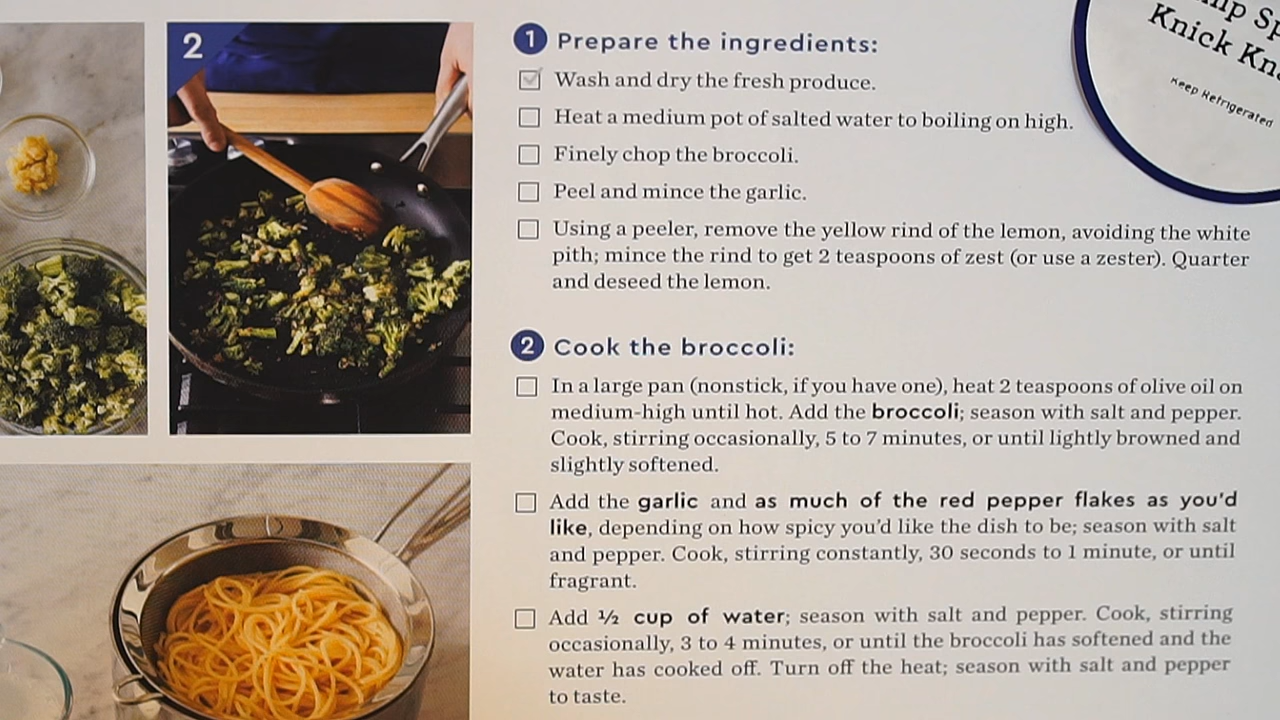 2
1 Prepare the ingredients:
Wash and dry the fresh produce.
Heat a medium pot of salted water to boiling on high.
Finely chop the broccoli.
Peel and mince the garlic.
Using a peeler, remove the yellow rind of the lemon, avoiding the white
pith; mince the rind to get 2 teaspoons of zest (or use a zester). Quarter
and deseed the lemon.
2 Cook the broccoli:
In a large pan (nonstick, if you have one), heat 2 teaspoons of olive oil on
medium-high until hot. Add the broccoli; season with salt and pepper.
Cook, stirring occasionally, 5 to 7 minutes, or until lightly browned and
slightly softened.
Add the garlic and as much of the red pepper flakes as you'd
like, depending on how spicy you'd like the dish to be; season with salt
and pepper. Cook, stirring constantly, 30 seconds to 1 minute, or until
fragrant.
Add ½ cup of water; season with salt and pepper. Cook, stirring
occasionally, 3 to 4 minutes, or until the broccoli has softened and the
water has cooked off. Turn off the heat; season with salt and pepper
to taste.
Knick
Keep Refrigerated